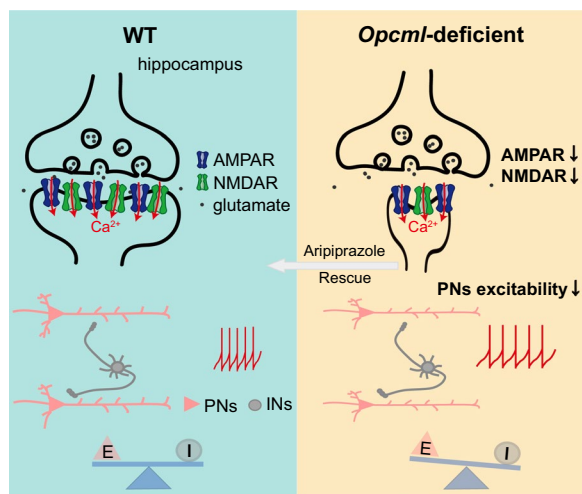 WT
hippocampus
AMPAR
NMDAR
glutamate
Ca²⁺
PNs
INs
E
I
Opcml-deficient
AMPAR↓
NMDAR↓
Ca²⁺
Aripiprazole
Rescue
PNs excitability↓
E
I